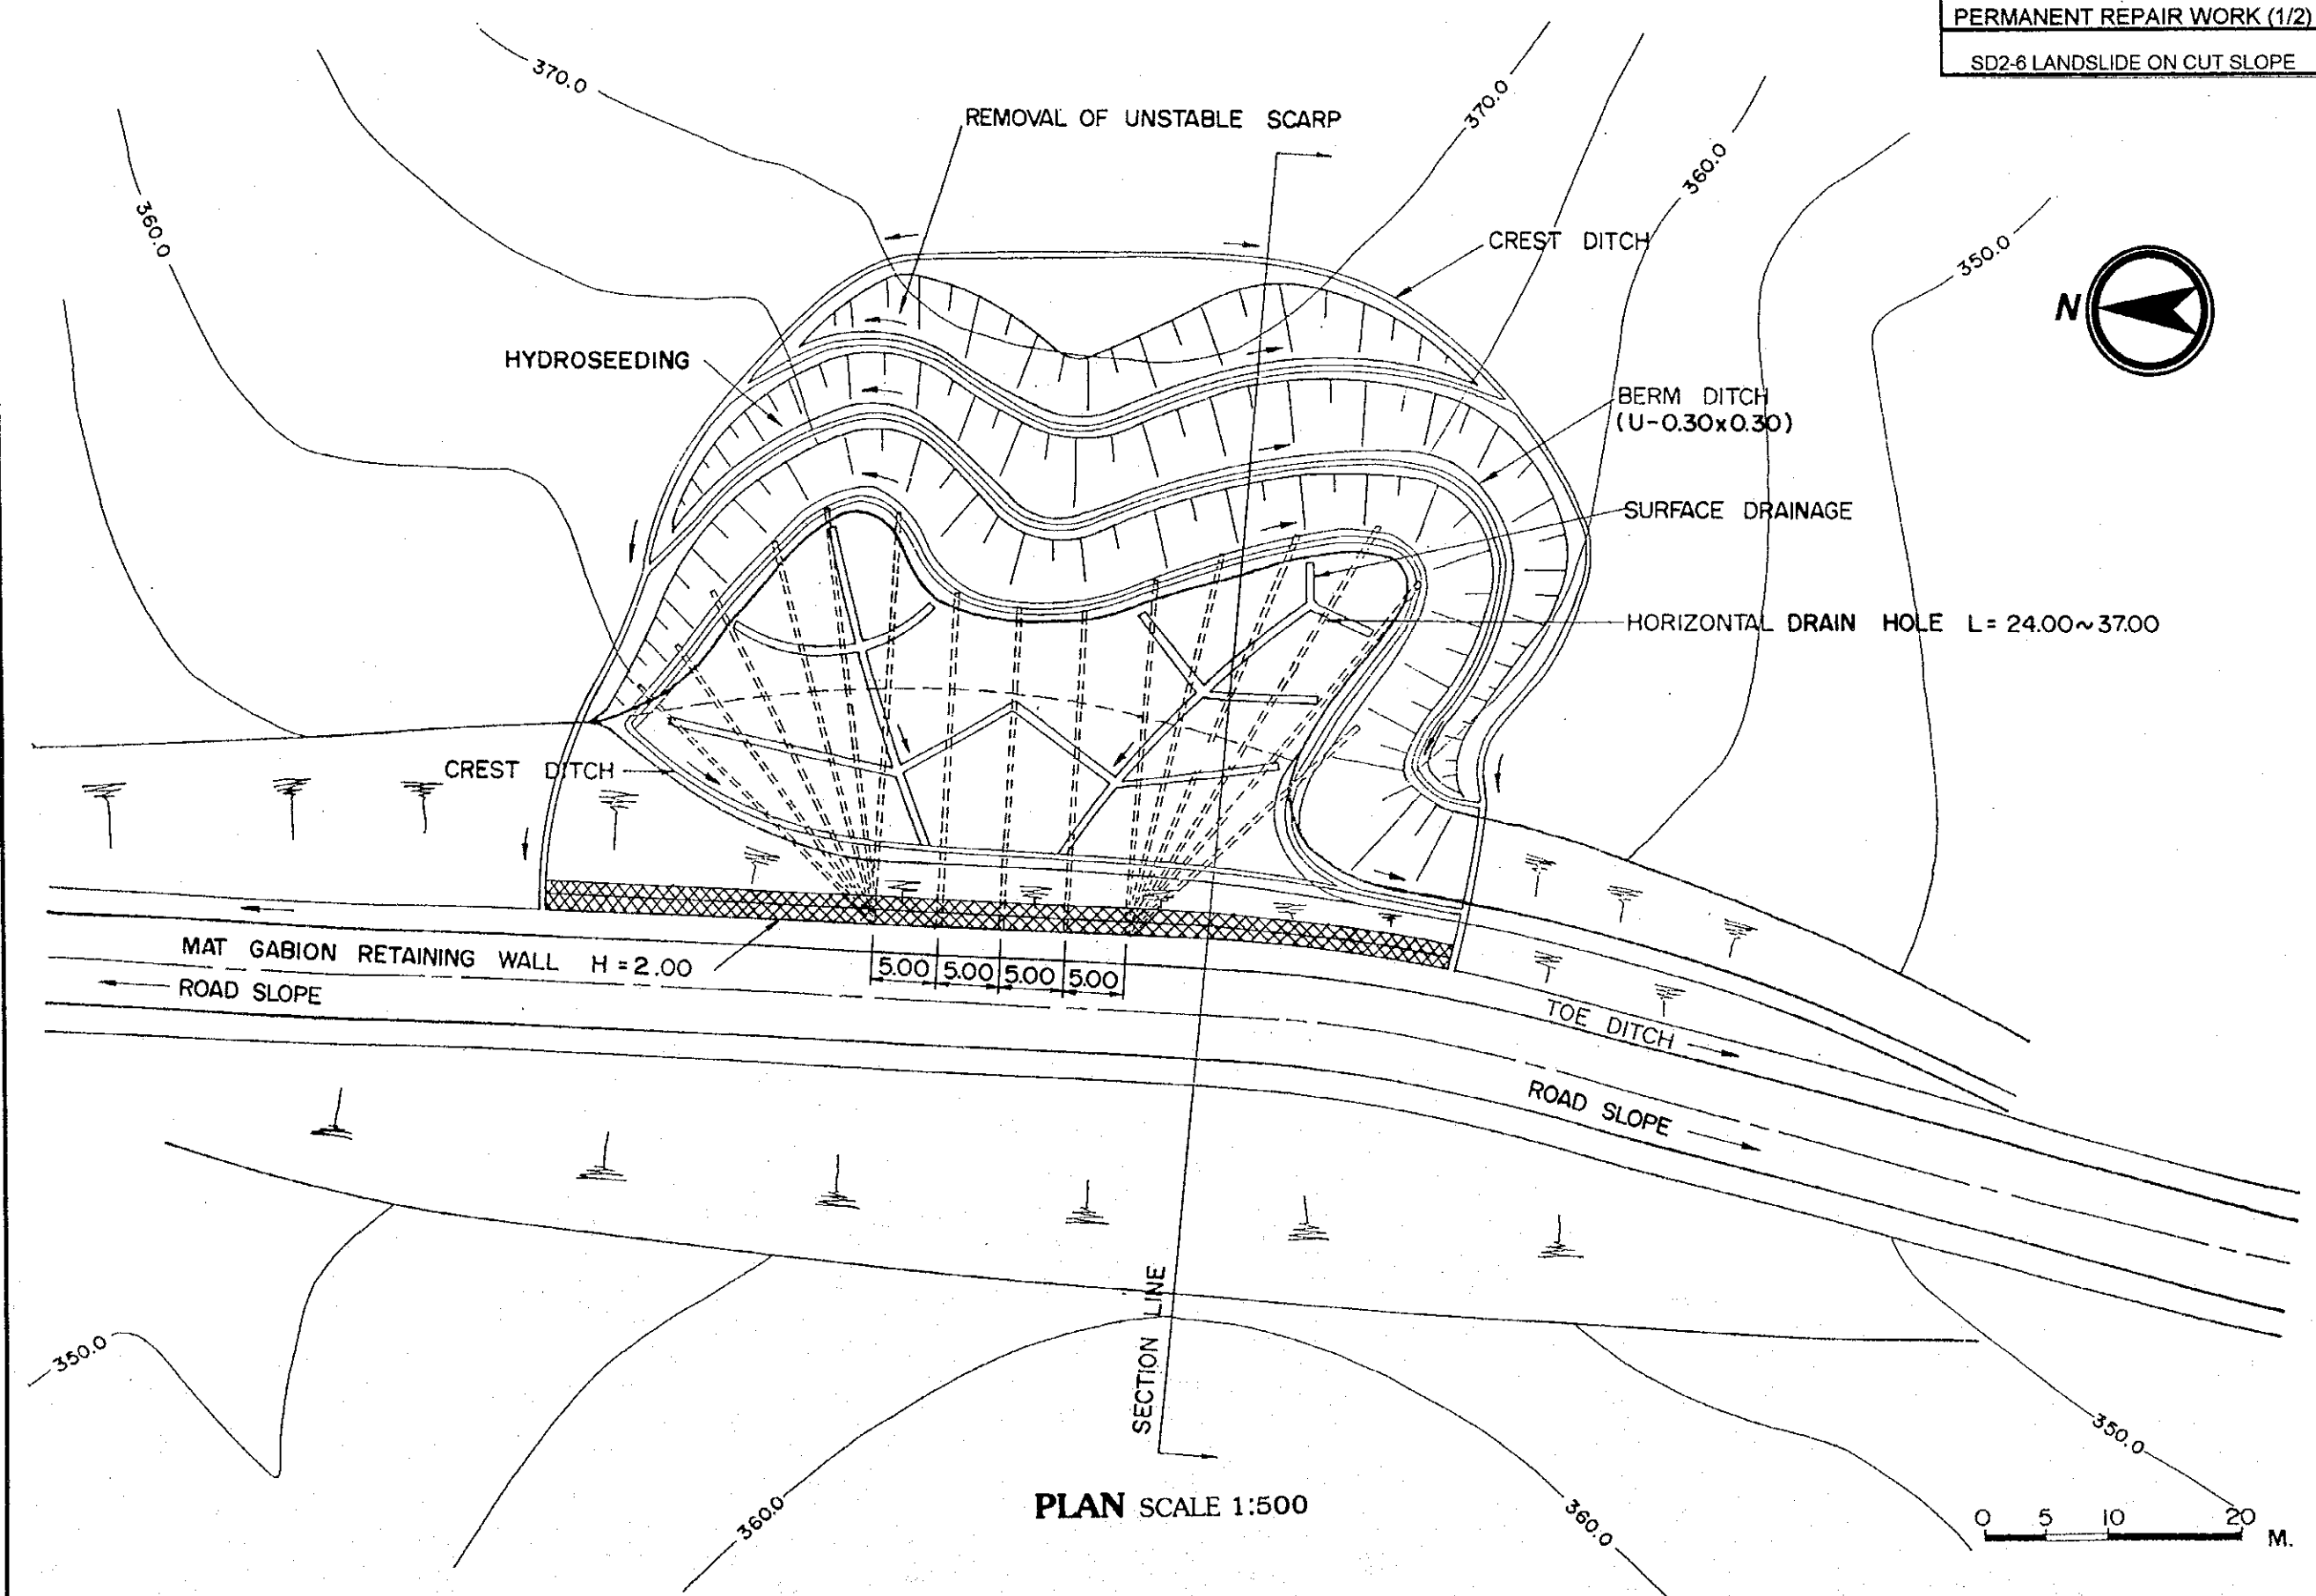 PERMANENT REPAIR WORK (1/2)
SD2-6 LANDSLIDE ON CUT SLOPE
370.0
370.0
REMOVAL OF UNSTABLE SCARP
360.0
360.0
CREST DITCH
350.0
N
HYDROSEEDING
BERM DITCH
(U-0.30x0.30)
SURFACE DRAINAGE
HORIZONTAL DRAIN HOLE L= 24.00~37.00
CREST DITCH
MAT GABION RETAINING WALL H = 2.00
5.00 5.00 5.00 5.00
ROAD SLOPE
TOE DITCH
ROAD SLOPE
SECTION LINE
350.0
350.0
360.0
360.0
PLAN SCALE 1:500
0 5 10 20 M.